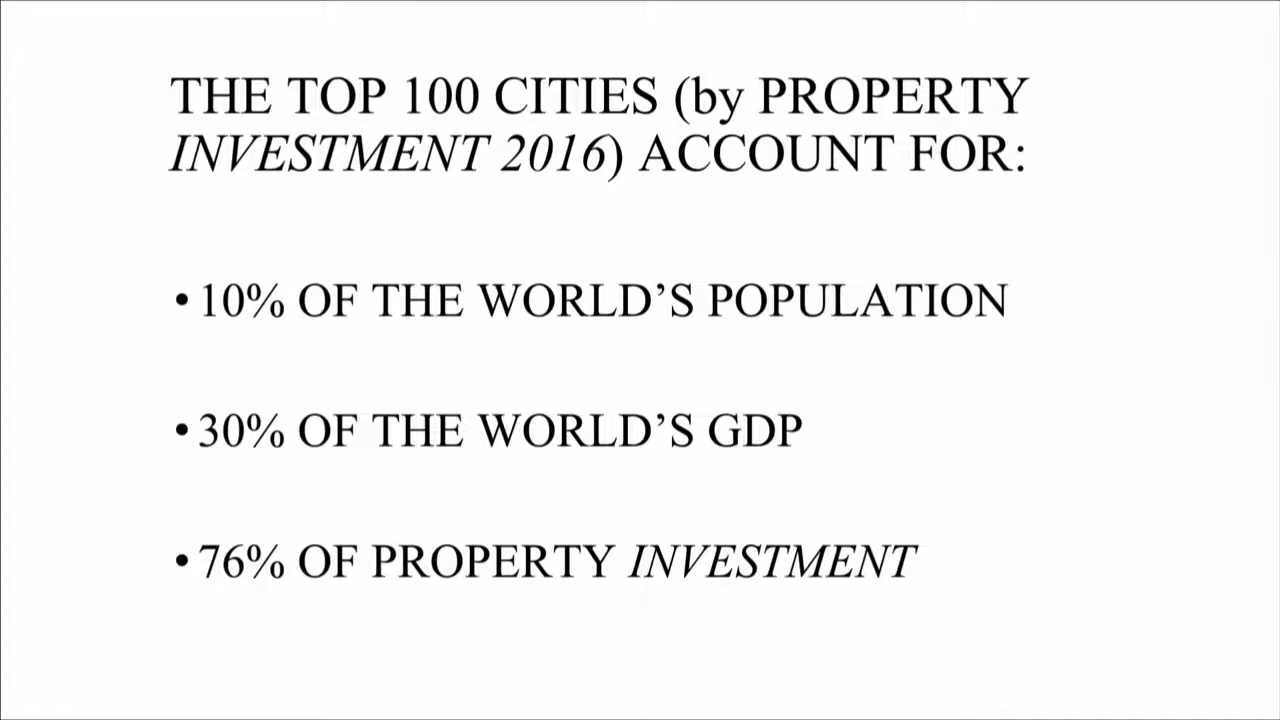 THE TOP 100 CITIES (by PROPERTY
INVESTMENT 2016) ACCOUNT FOR:
• 10% OF THE WORLD’S POPULATION
• 30% OF THE WORLD’S GDP
• 76% OF PROPERTY INVESTMENT